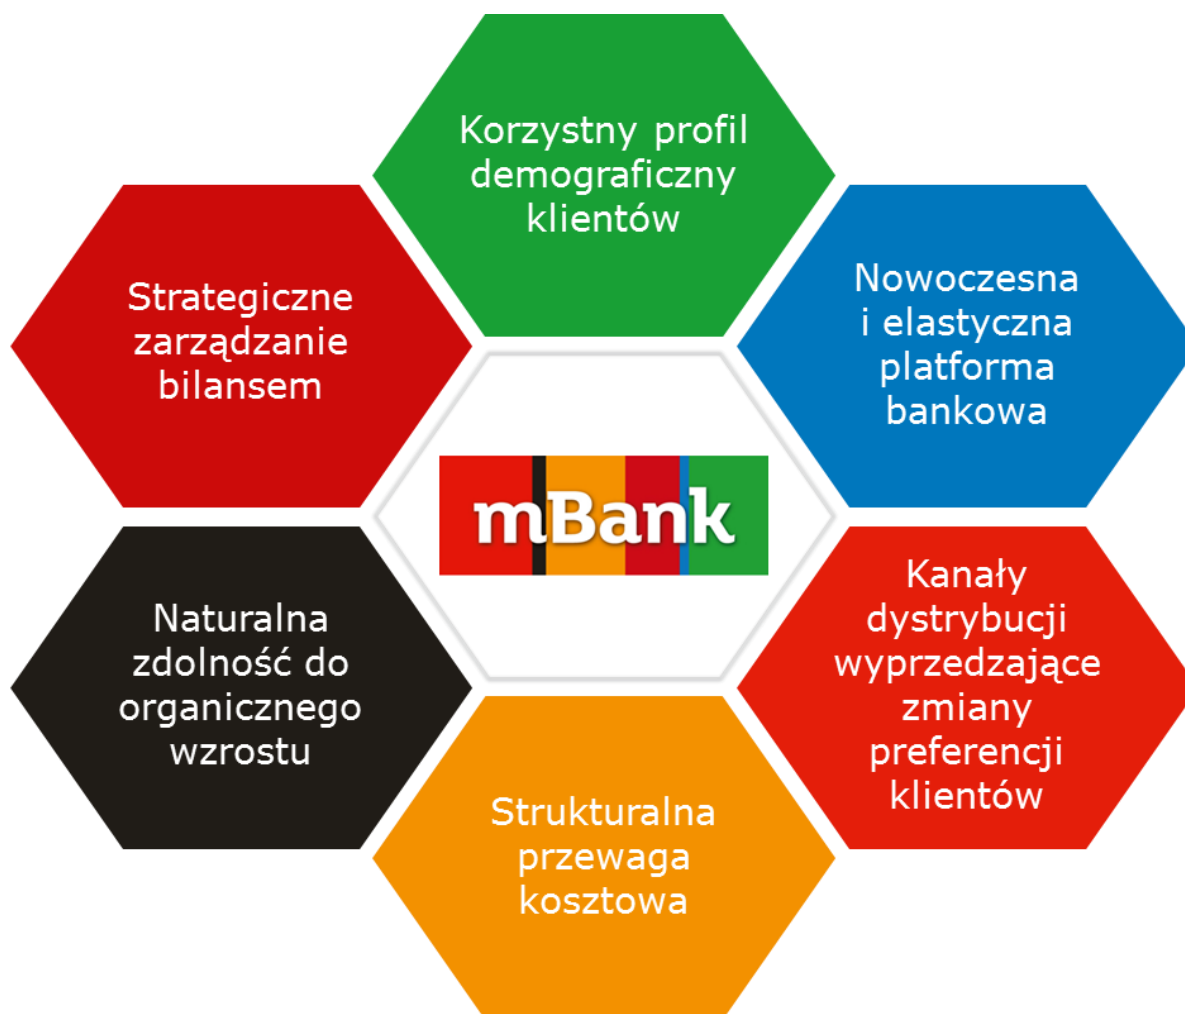 Korzystny profil
demograficzny
klientów
Strategiczne
zarządzanie
bilansem
Nowoczesna
i elastyczna
platforma
bankowa
mBank
Naturalna
zdolność do
organicznego
wzrostu
Kanały
dystrybucji
wyprzedzające
zmiany
preferencji
klientów
Strukturalna
przewaga
kosztowa